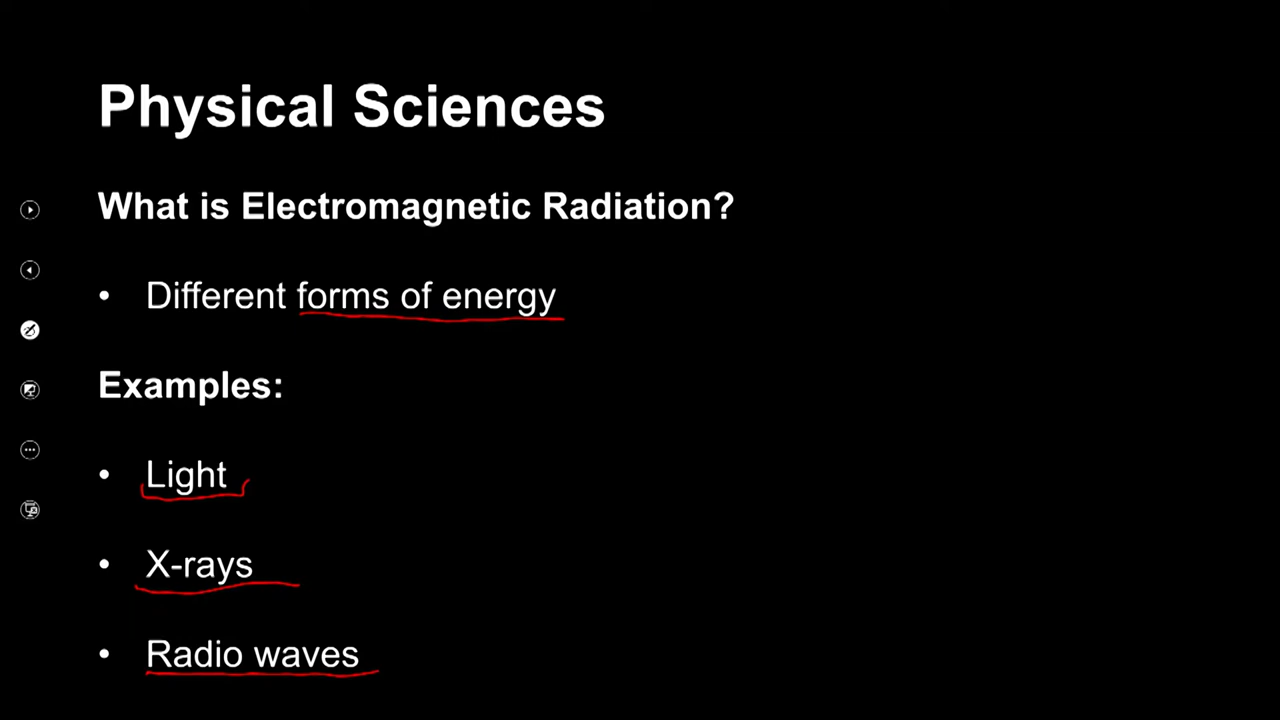 Physical Sciences
What is Electromagnetic Radiation?
• Different forms of energy
Examples:
• Light
• X-rays
• Radio waves